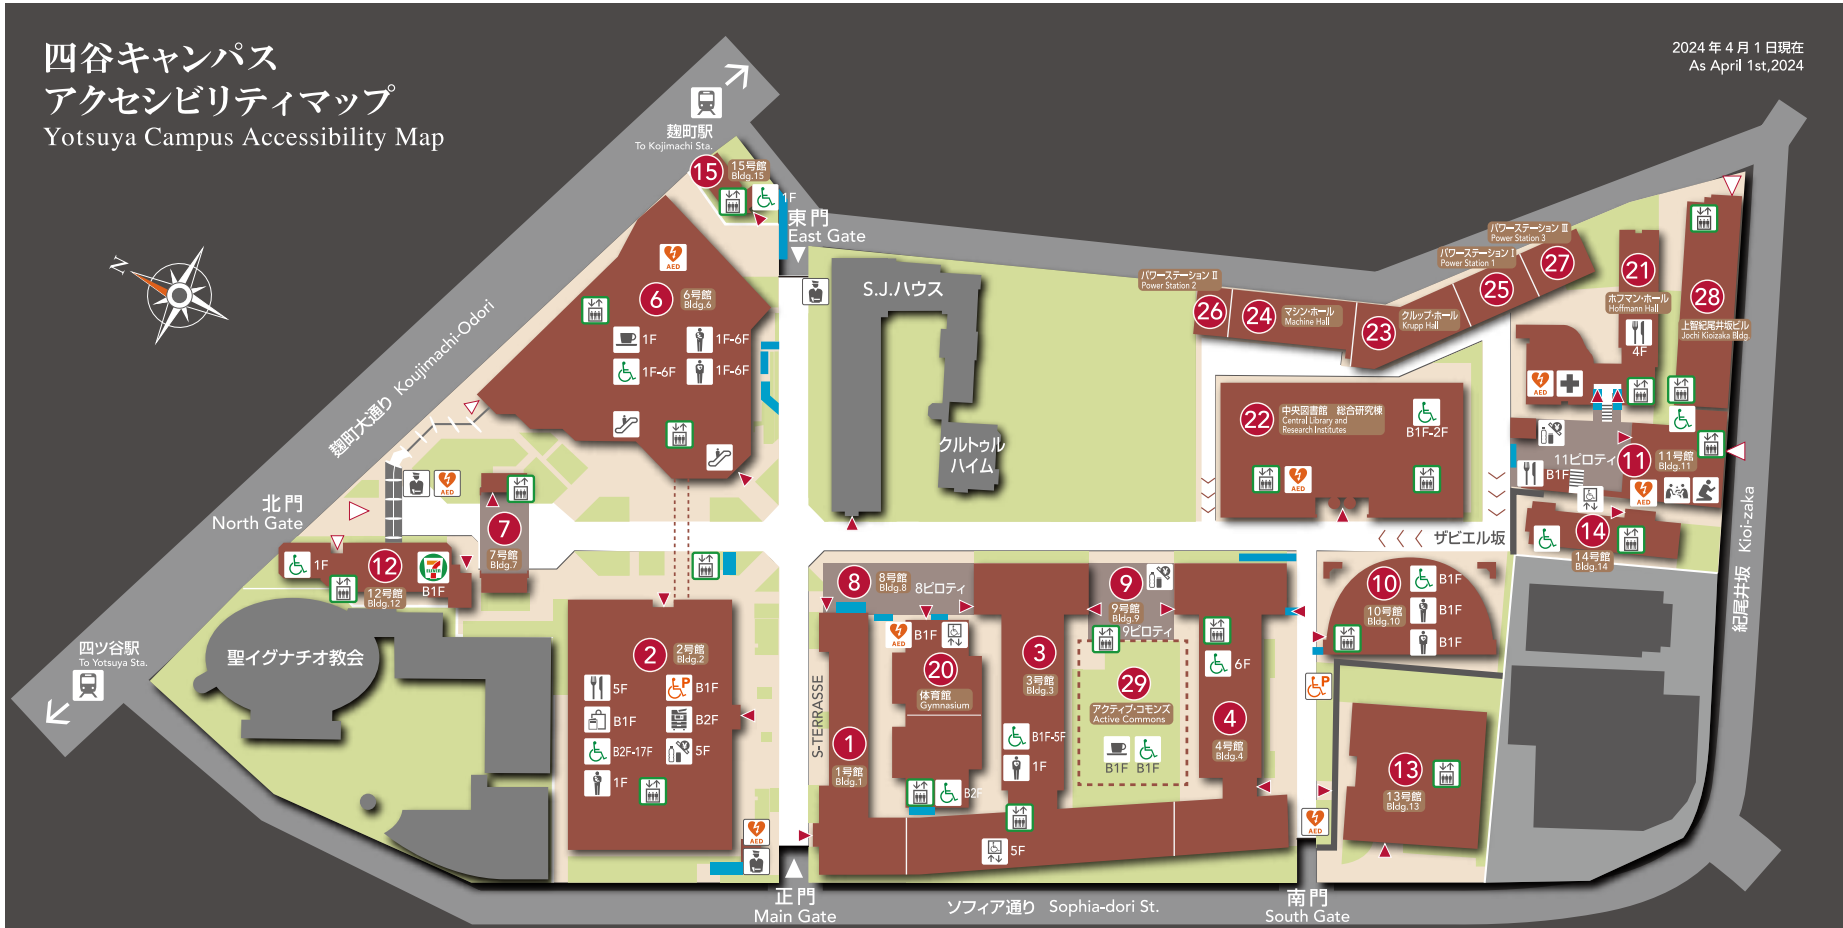 四谷キャンパス
アクセシビリティマップ
Yotsuya Campus Accessibility Map
2024年4月1日現在
As April 1st,2024
麹町駅
To Kojimachi Sta.
15
15号館
Bldg.15
1F
東門
East Gate
N
麹町大通り Koujimachi-Odori
AED
6
6号館
Bldg.6
1F
1F-6F
1F-6F
1F-6F
S.J.ハウス
クルトゥル
ハイム
パワーステーション II
Power Station 2
パワーステーション I
Power Station 1
パワーステーション III
Power Station 3
26
24
マシン・ホール
Machine Hall
23
クルップ・ホール
Krupp Hall
25
27
21
ホフマン・ホール
Hoffmann Hall
4F
28
上智紀尾井坂ビル
Jochi Kioizaka Bldg.
AED
22
中央図書館 総合研究棟
Central Library and
Research Institutes
B1F-2F
AED
11ピロティ
11
11号館
Bldg.11
B1F
AED
14
14号館
Bldg.14
ザビエル坂
紀尾井坂 Kioi-zaka
北門
North Gate
AED
7
7号館
Bldg.7
12
12号館
Bldg.12
1F
7
ELEVEN
B1F
四ツ谷駅
To Yotsuya Sta.
聖イグナチオ教会
2
2号館
Bldg.2
5F
P
B1F
B1F
B2F
B2F-17F
5F
1F
AED
S-TERRASSE
8
8号館
Bldg.8
8ピロティ
1
1号館
Bldg.1
AED
B1F
20
体育館
Gymnasium
B2F
3
3号館
Bldg.3
B1F-5F
1F
5F
9
9号館
Bldg.9
9ピロティ
29
アクティブ・コモンズ
Active Commons
B1F
B1F
6F
4
4号館
Bldg.4
10
10号館
Bldg.10
B1F
B1F
B1F
P
13
13号館
Bldg.13
AED
正門
Main Gate
ソフィア通り Sophia-dori St.
南門
South Gate